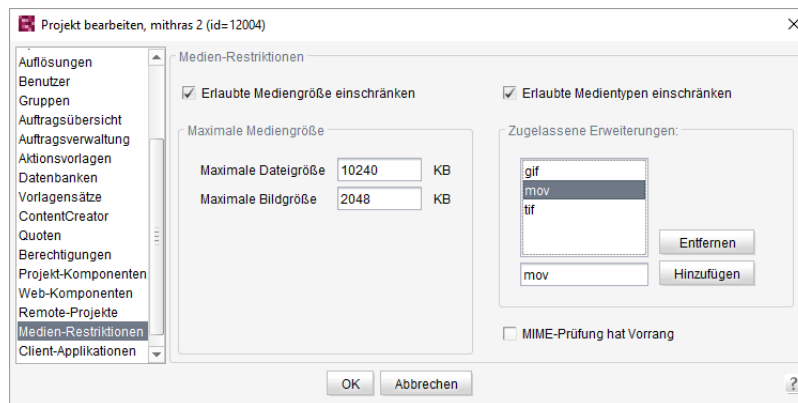 Projekt bearbeiten, mithras 2 (id=12004)
Auflösungen
Benutzer
Gruppen
Auftragsübersicht
Auftragsverwaltung
Aktionsvorlagen
Datenbanken
Vorlagensätze
ContentCreator
Quoten
Berechtigungen
Projekt-Komponenten
Web-Komponenten
Remote-Projekte
Medien-Restriktionen
Client-Applikationen
Medien-Restriktionen
Erlaubte Mediengröße einschränken
Maximale Mediengröße
Maximale Dateigröße 10240 KB
Maximale Bildgröße 2048 KB
Erlaubte Medientypen einschränken
Zugelassene Erweiterungen:
gif
mov
tif
Entfernen
mov Hinzufügen
MIME-Prüfung hat Vorrang
OK Abbrechen ?